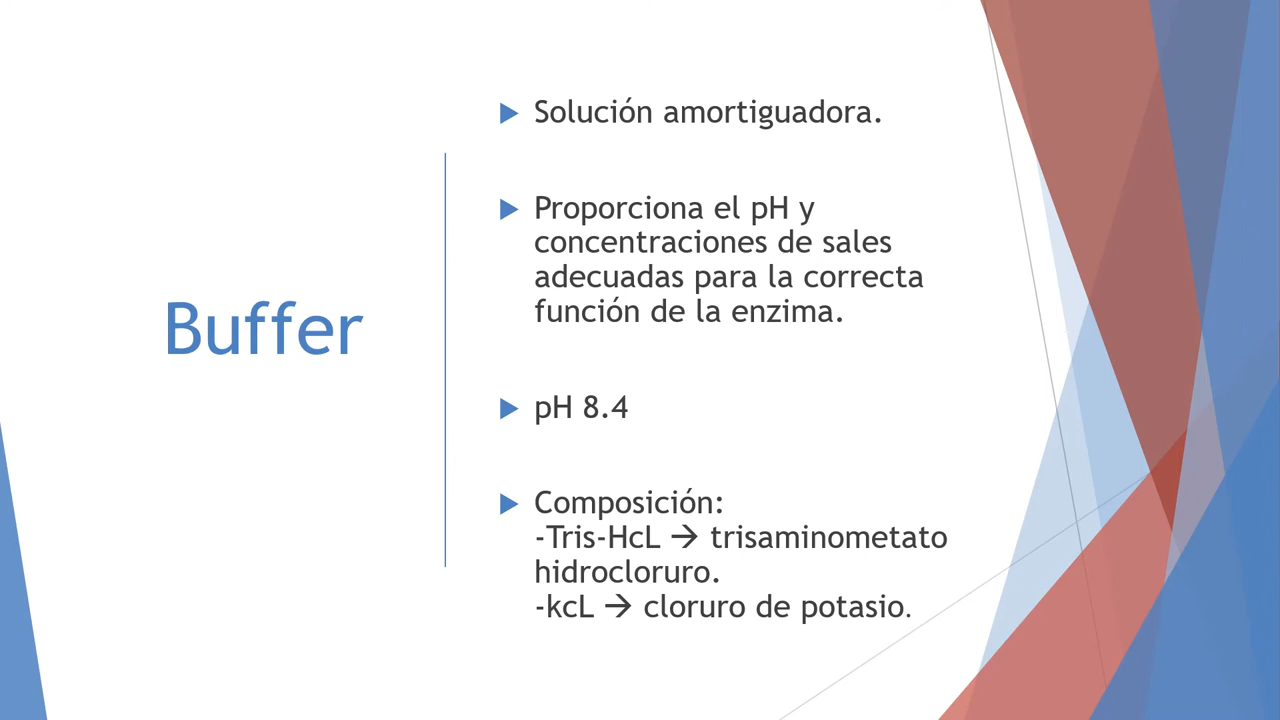 Buffer
Solución amortiguadora.
Proporciona el pH y
concentraciones de sales
adecuadas para la correcta
función de la enzima.
pH 8.4
Composición:
-Tris-HcL → trisaminometato
hidrocloruro.
-kcL → cloruro de potasio.